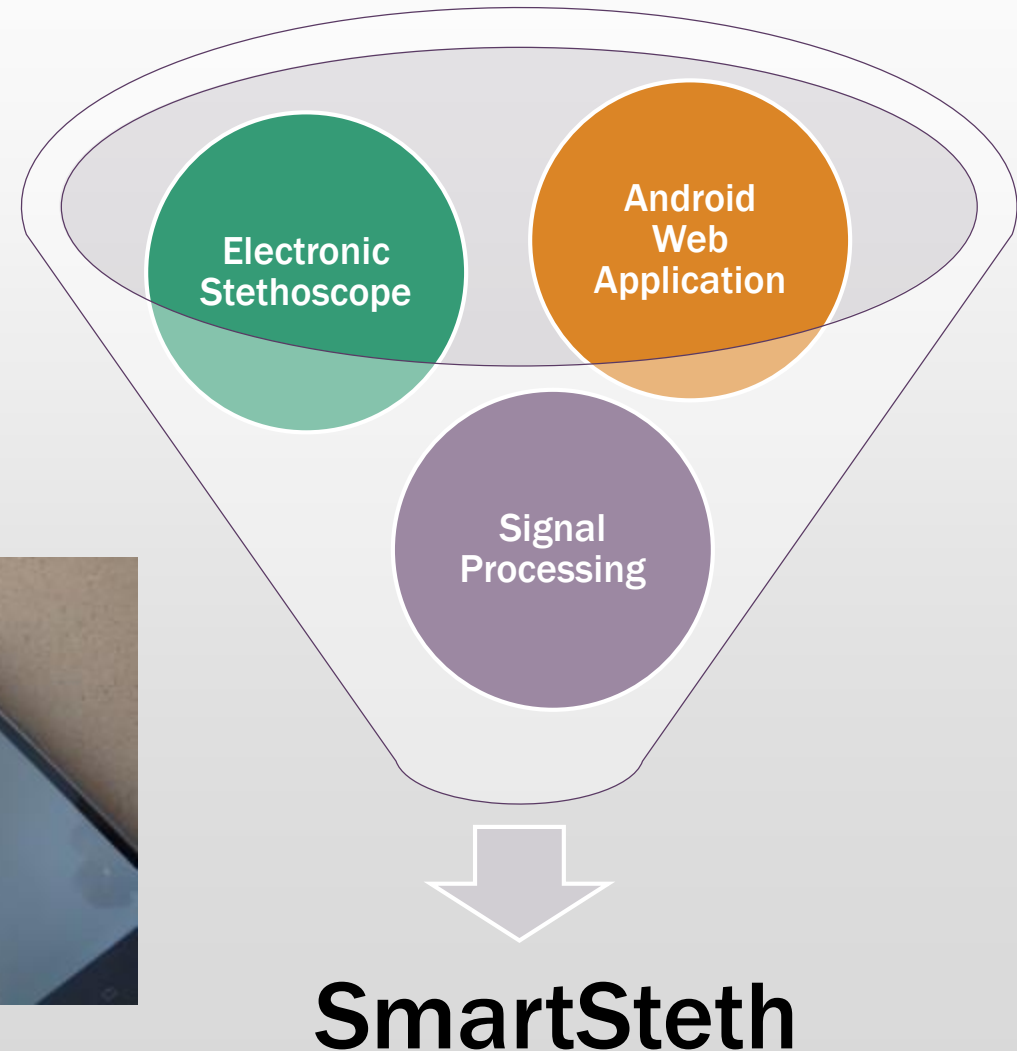 Electronic
Stethoscope
Android
Web
Application
Signal
Processing
SmartSteth